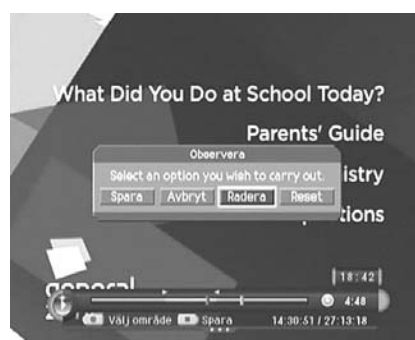 What Did You Do at School Today?
Parents' Guide
Observera
Select an option you wish to carry out.
istry
Spara Avbryt Radera Reset
tions
general
18:42
4:48
Välj område Spara 14:30:51 / 27:13:18